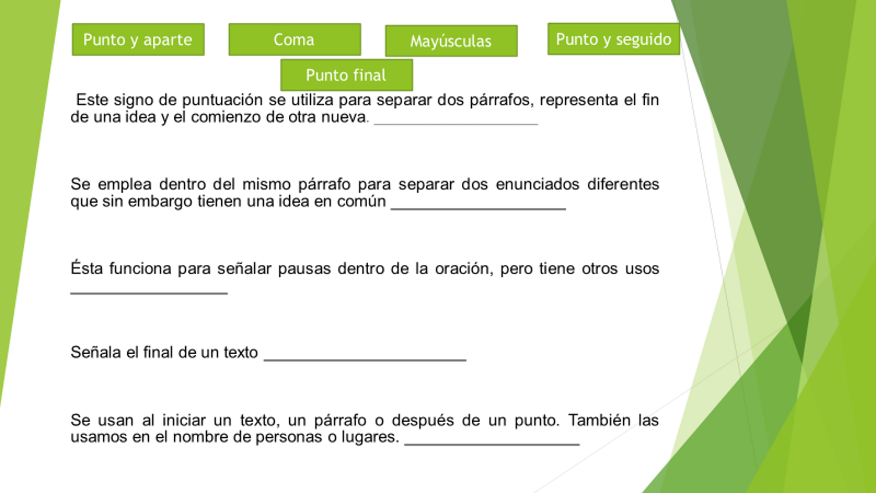 Punto y aparte
Coma
Mayúsculas
Punto y seguido
Punto final
Este signo de puntuación se utiliza para separar dos párrafos, representa el fin
de una idea y el comienzo de otra nueva. ___________________
Se emplea dentro del mismo párrafo para separar dos enunciados diferentes
que sin embargo tienen una idea en común ____________________
Ésta funciona para señalar pausas dentro de la oración, pero tiene otros usos
__________________
Señala el final de un texto _______________________
Se usan al iniciar un texto, un párrafo o después de un punto. También las
usamos en el nombre de personas o lugares. ____________________